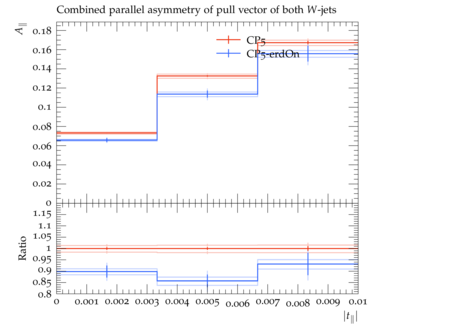 Combined parallel asymmetry of pull vector of both W-jets
A∥
0.18
0.16
0.14
0.12
0.1
0.08
0.06
0.04
0.02
0
CP5
CP5-erdOn
Ratio
1.15
1.1
1.05
1
0.95
0.9
0.85
0.8
0 0.001 0.002 0.003 0.004 0.005 0.006 0.007 0.008 0.009 0.01
|t∥|